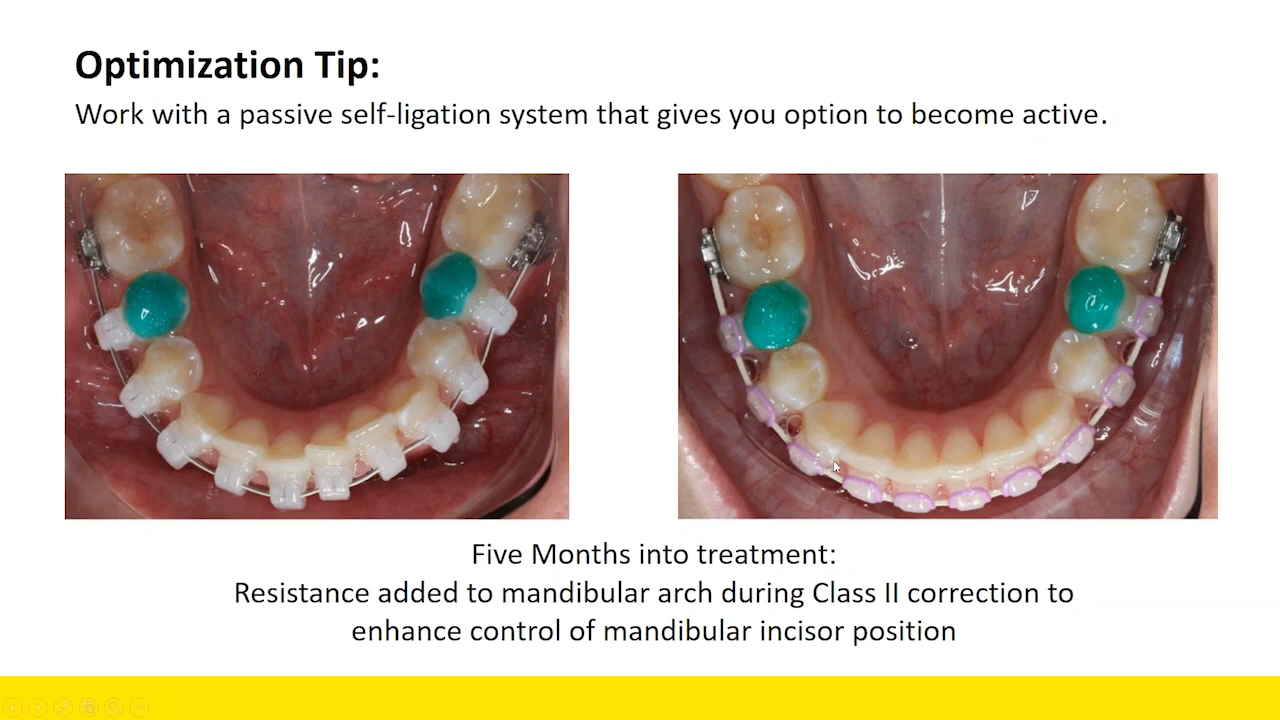 Optimization Tip:
Work with a passive self-ligation system that gives you option to become active.
Five Months into treatment:
Resistance added to mandibular arch during Class II correction to
enhance control of mandibular incisor position